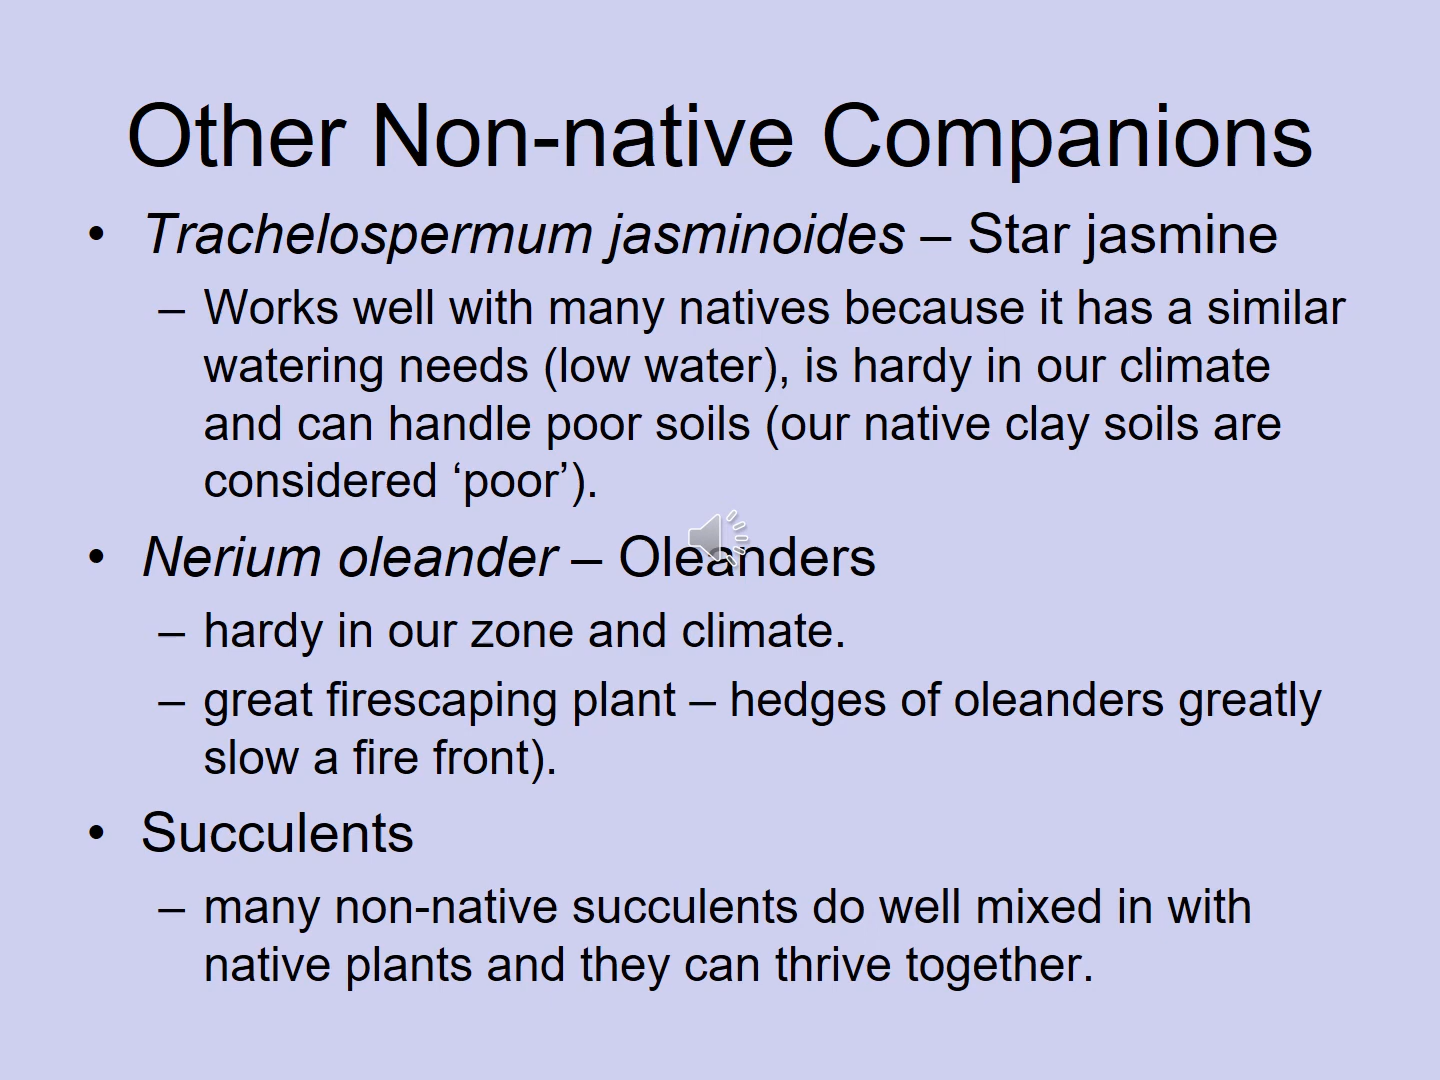 Other Non-native Companions
• Trachelospermum jasminoides – Star jasmine
– Works well with many natives because it has a similar
watering needs (low water), is hardy in our climate
and can handle poor soils (our native clay soils are
considered ‘poor’).
• Nerium oleander – Oleanders
– hardy in our zone and climate.
– great firescaping plant – hedges of oleanders greatly
slow a fire front).
• Succulents
– many non-native succulents do well mixed in with
native plants and they can thrive together.